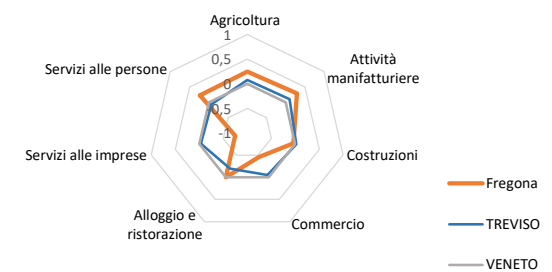 Agricoltura
Attività
manifatturiere
Costruzioni
Commercio
Alloggio e
ristorazione
Servizi alle imprese
Servizi alle persone
1
0,5
0
0,5
-1
Fregona
TREVISO
VENETO